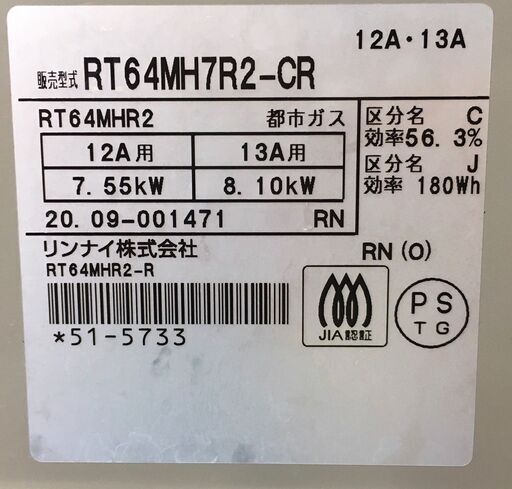 12A・13A
販売型式 RT64MH7R2-CR
RT64MHR2 都市ガス
12A用 13A用
7.55kW 8.10kW
20.09-001471 RN
区分名 C
効率56.3%
区分名 J
効率 180Wh
リンナイ株式会社 RN(0)
RT64MHR2-R
*51-5733
JIA認証
PS
TG